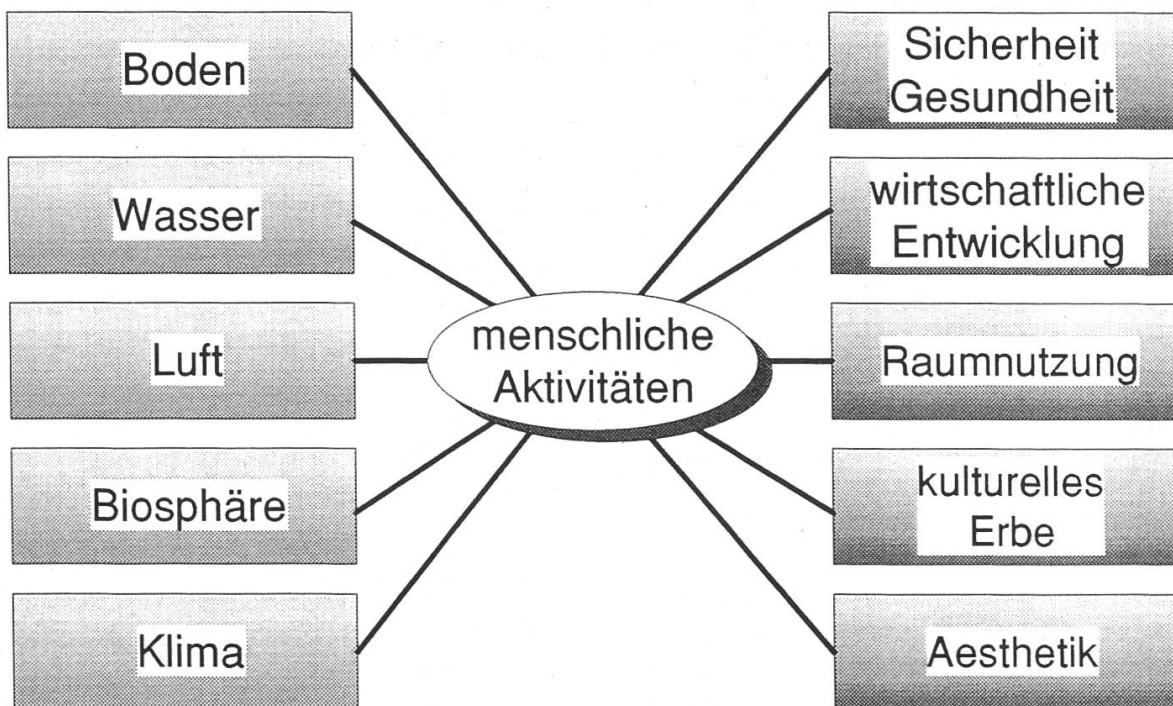 Boden
Wasser
Luft
Biosphäre
Klima
menschliche
Aktivitäten
Sicherheit
Gesundheit
wirtschaftliche
Entwicklung
Raumnutzung
kulturelles
Erbe
Aesthetik